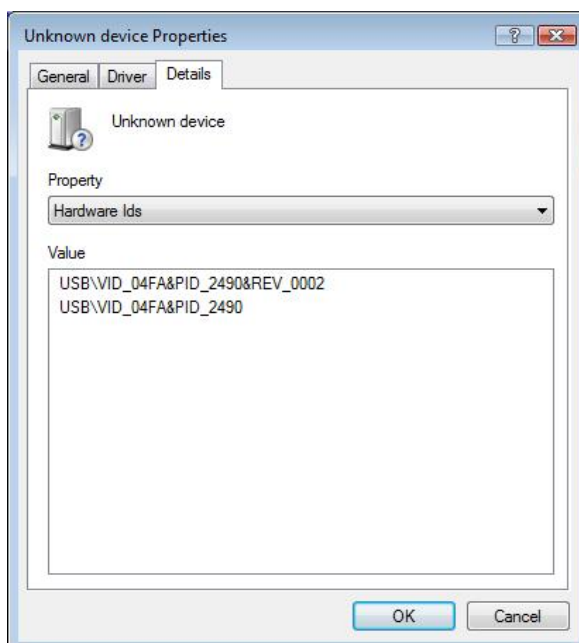 Unknown device Properties
General Driver Details
Unknown device
Property
Hardware Ids
Value
USB\VID_04FA&PID_2490&REV_0002
USB\VID_04FA&PID_2490
OK Cancel